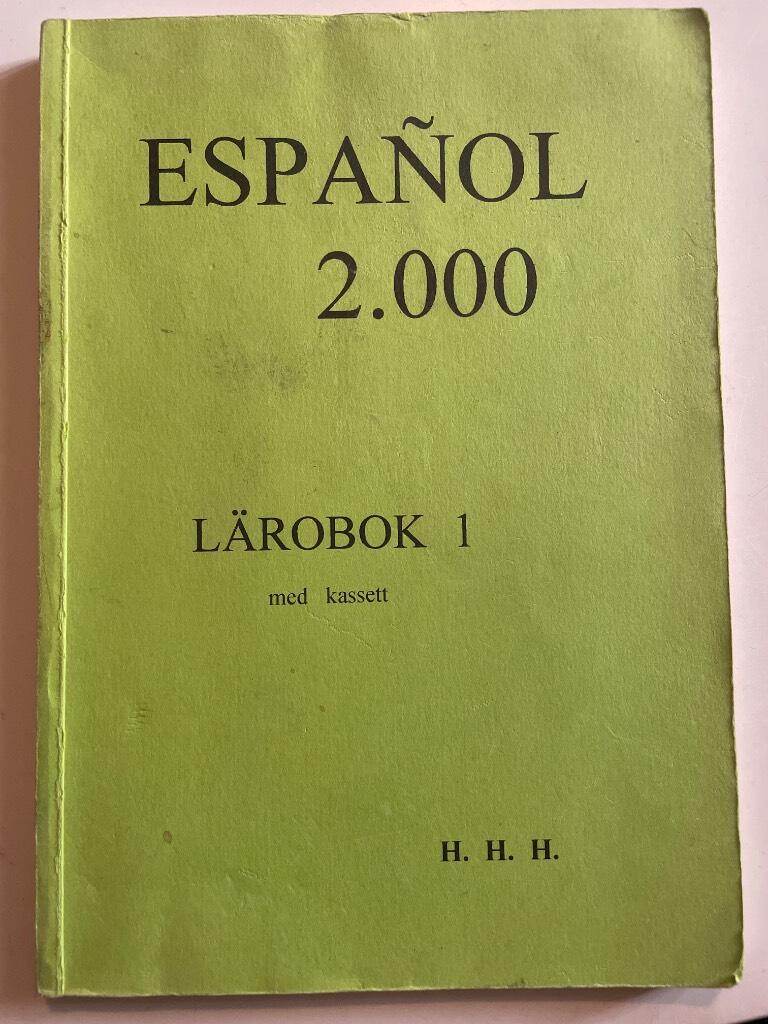 ESPAÑOL
2.000
LÄROBOK 1
med kassett
H. H. H.